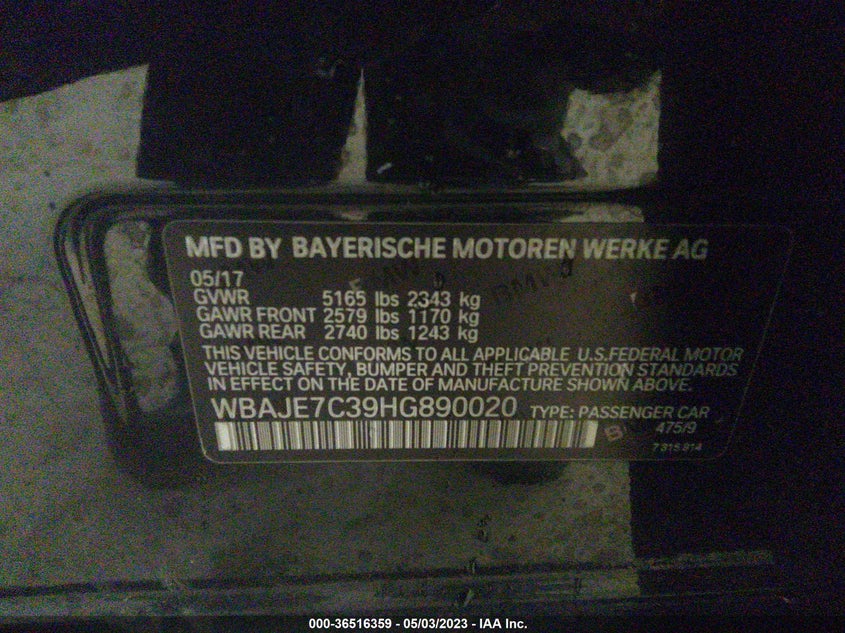 MFD BY BAYERISCHE MOTOREN WERKE AG
05/17
GVWR 5165 lbs 2343 kg
GAWR FRONT 2579 lbs 1170 kg
GAWR REAR 2740 lbs 1243 kg
THIS VEHICLE CONFORMS TO ALL APPLICABLE U.S.FEDERAL MOTOR
VEHICLE SAFETY, BUMPER AND THEFT PREVENTION STANDARDS
IN EFFECT ON THE DATE OF MANUFACTURE SHOWN ABOVE.
WBAJE7C39HG890020 TYPE: PASSENGER CAR
475/9
7315 814
000-36516359 - 05/03/2023 - IAA Inc.